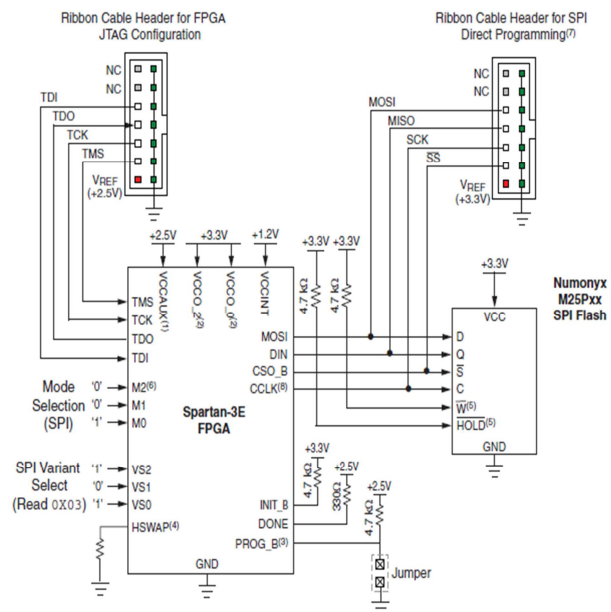 Ribbon Cable Header for FPGA
JTAG Configuration
Ribbon Cable Header for SPI
Direct Programming(7)
NC
NC
TDI
TDO
TCK
TMS
VREF
(+2.5V)
NC
NC
MOSI
MISO
SCK
SS
VREF
(+3.3V)
+2.5V
+3.3V
+1.2V
+3.3V
+3.3V
4.7 kΩ
4.7 kΩ
+3.3V
Numonyx
M25Pxx
SPI Flash
VCCAUX(1)
VCCO_2(2)
VCCO_0(2)
VCCINT
VCC
TMS
TCK
TDO
TDI
MOSI
DIN
CSO_B
CCLK(8)
D
Q
S
C
W(5)
HOLD(5)
GND
Mode
Selection
(SPI)
'0'
'0'
'1'
M2(6)
M1
M0
Spartan-3E
FPGA
SPI Variant
Select
(Read 0X03)
'1'
'0'
'1'
VS2
VS1
VS0
HSWAP(4)
INIT_B
DONE
PROG_B(3)
GND
+3.3V
4.7 kΩ
+2.5V
330Ω
+2.5V
4.7 kΩ
Jumper